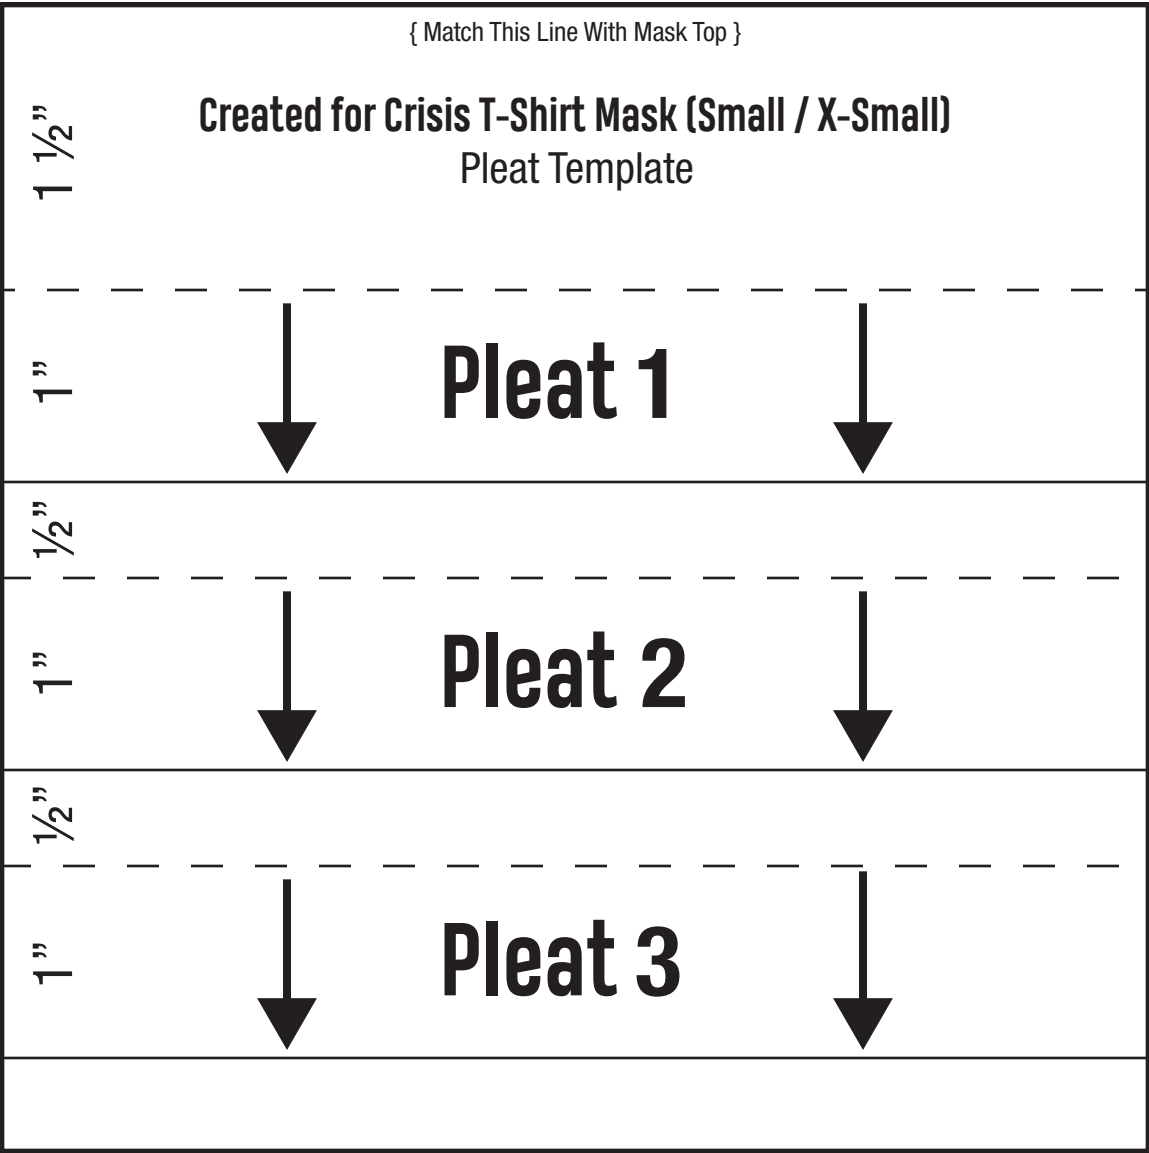 { Match This Line With Mask Top }
Created for Crisis T-Shirt Mask (Small / X-Small)
Pleat Template
1 ½”
1”
Pleat 1
½”
1”
Pleat 2
½”
1”
Pleat 3